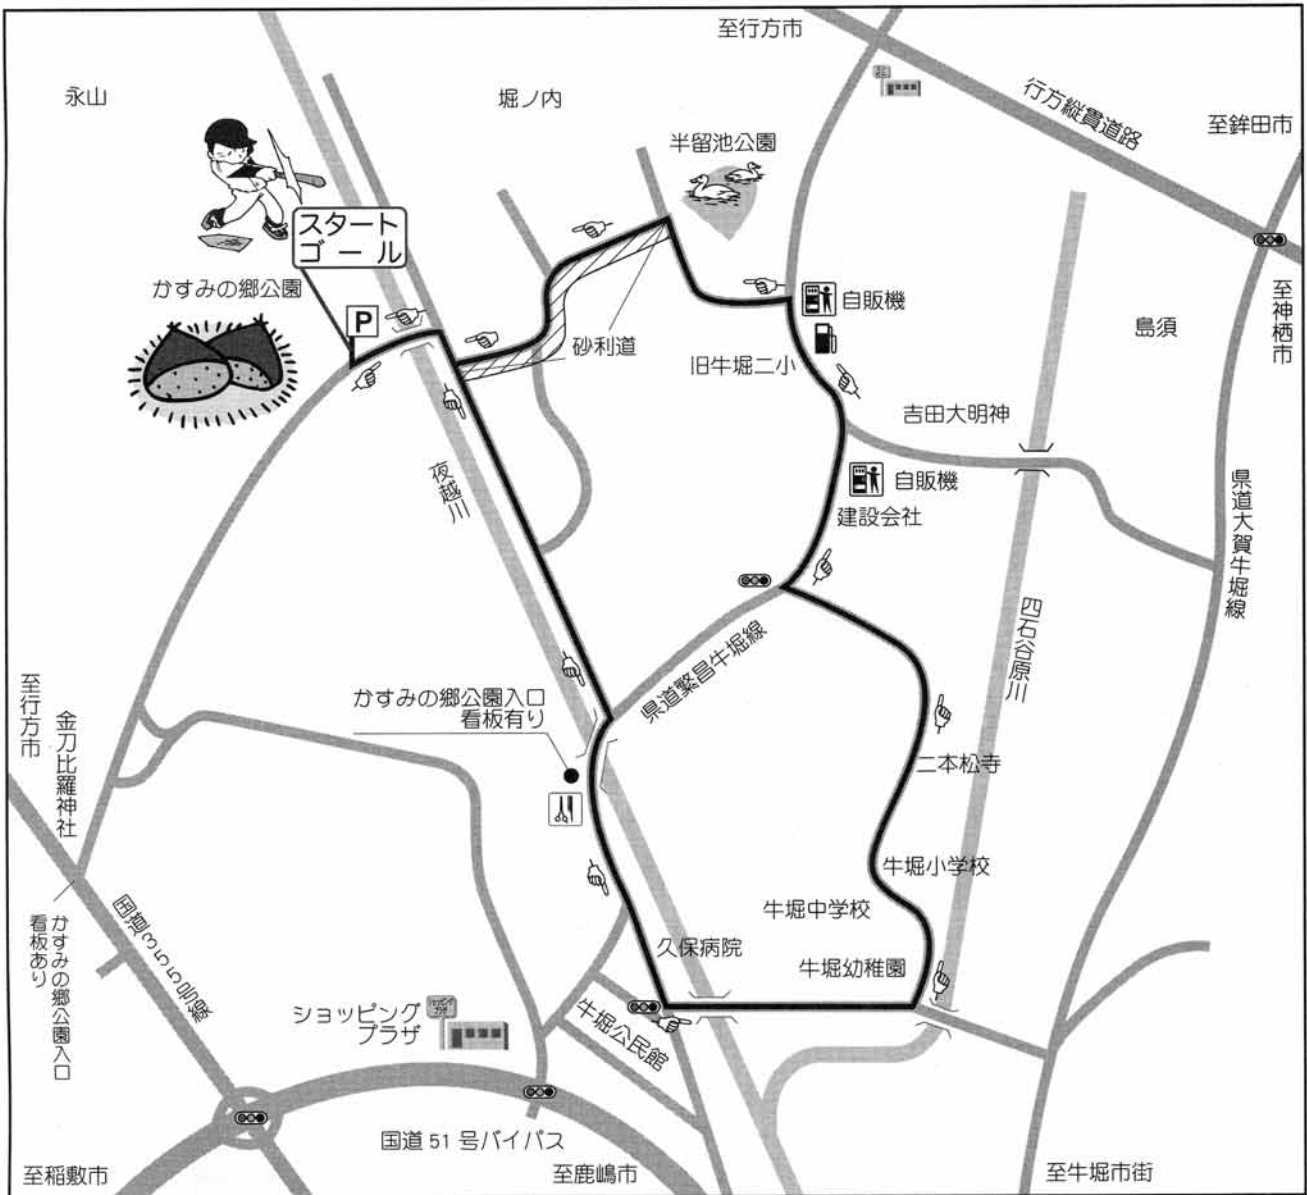 至行方市
永山
堀ノ内
行方縦貫道路
至鉾田市
半留池公園
スタート
ゴール
かすみの郷公園
P
自販機
至神栖市
島須
砂利道
旧牛堀二小
吉田大明神
夜越川
自販機
県道大賀牛堀線
建設会社
四石谷原川
県道繁昌牛堀線
かすみの郷公園入口
看板有り
至行方市
金刀比羅神社
二本松寺
牛堀小学校
牛堀中学校
かすみの郷公園入口
看板あり
国道355号線
久保病院
牛堀幼稚園
ショッピング
プラザ
牛堀公民館
国道51号バイパス
至稲敷市
至鹿嶋市
至牛堀市街